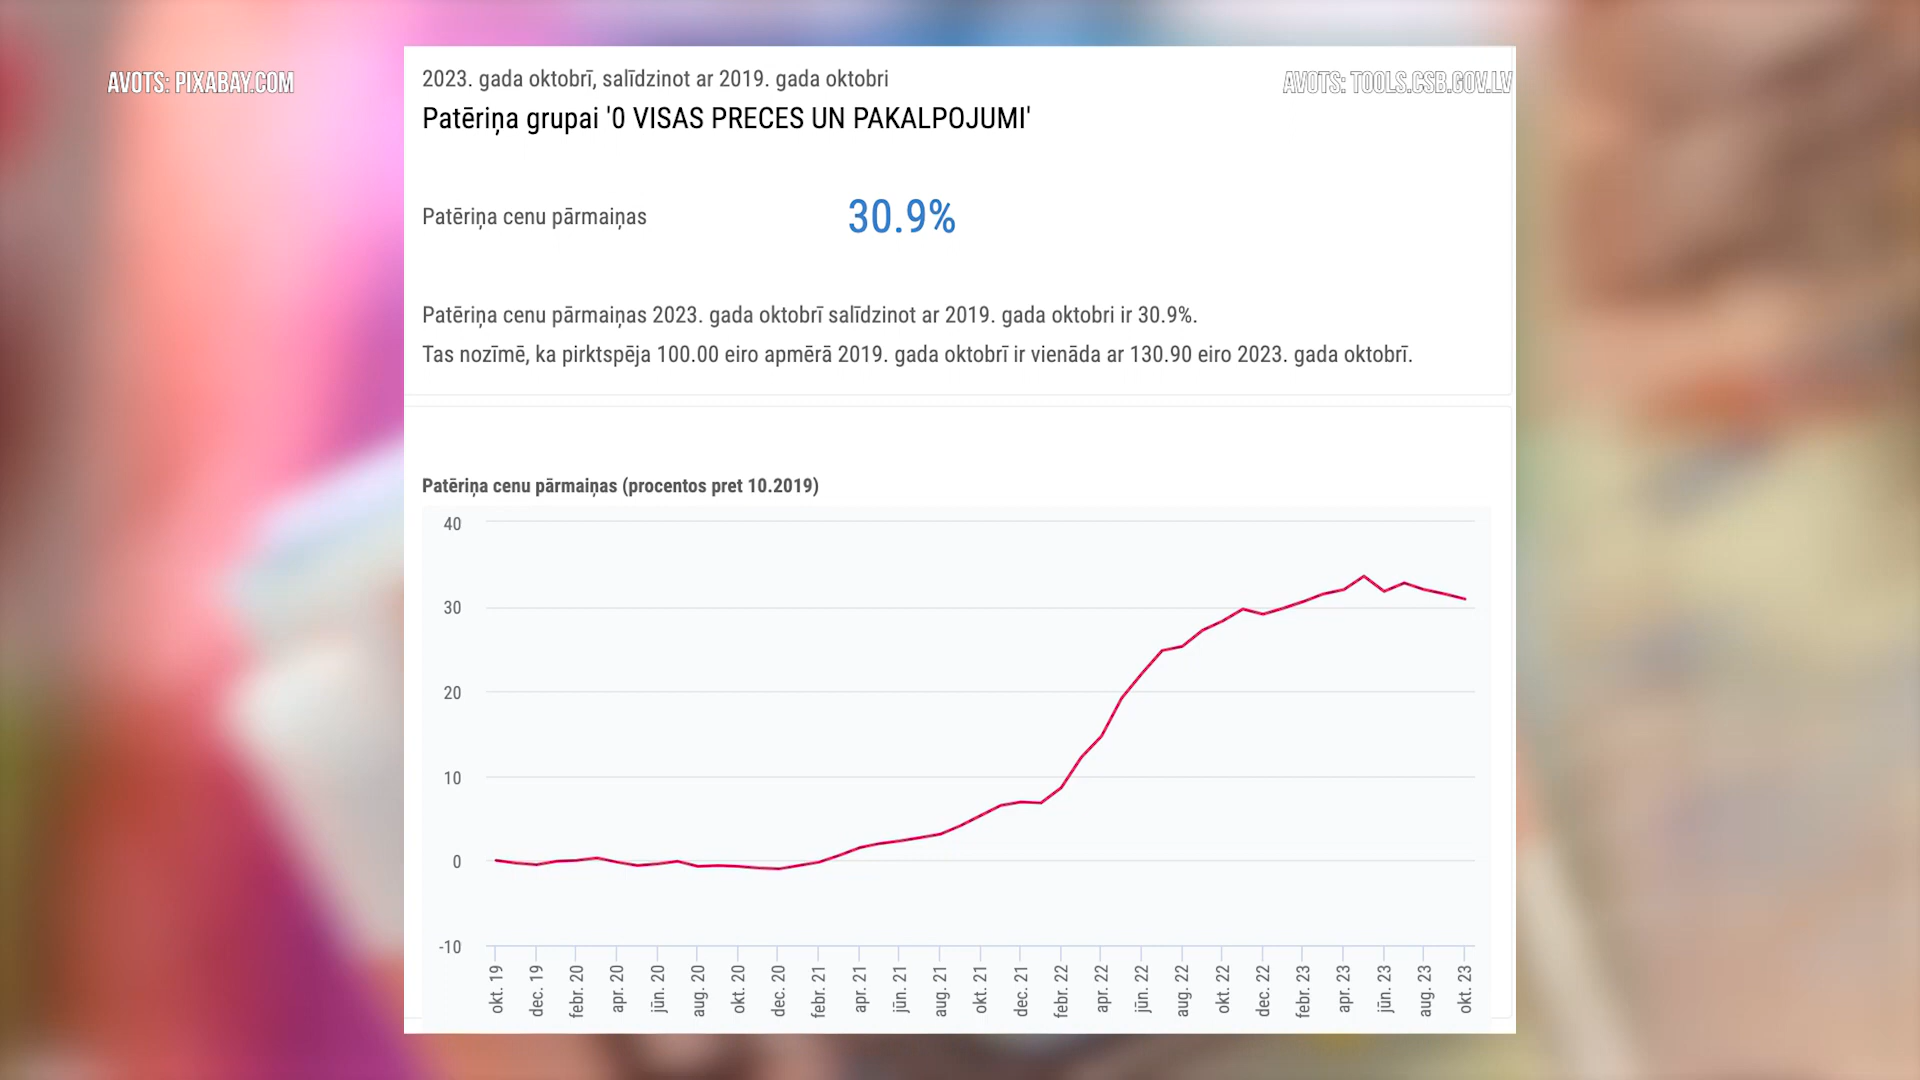 AVOTS: PIXABAY.COM
AVOTS: TOOLS.CSB.GOV.LV
2023. gada oktobrī, salīdzinot ar 2019. gada oktobri
Patēriņa grupai '0 VISAS PRECES UN PAKALPOJUMI'
Patēriņa cenu pārmaiņas 30.9%
Patēriņa cenu pārmaiņas 2023. gada oktobrī salīdzinot ar 2019. gada oktobri ir 30.9%.
Tas nozīmē, ka pirktspēja 100.00 eiro apmērā 2019. gada oktobrī ir vienāda ar 130.90 eiro 2023. gada oktobrī.
Patēriņa cenu pārmaiņas (procentos pret 10.2019)
40
30
20
10
0
-10
okt. 19
dec. 19
febr. 20
apr. 20
jūn. 20
aug. 20
okt. 20
dec. 20
febr. 21
apr. 21
jūn. 21
aug. 21
okt. 21
dec. 21
febr. 22
apr. 22
jūn. 22
aug. 22
okt. 22
dec. 22
febr. 23
apr. 23
jūn. 23
aug. 23
okt. 23